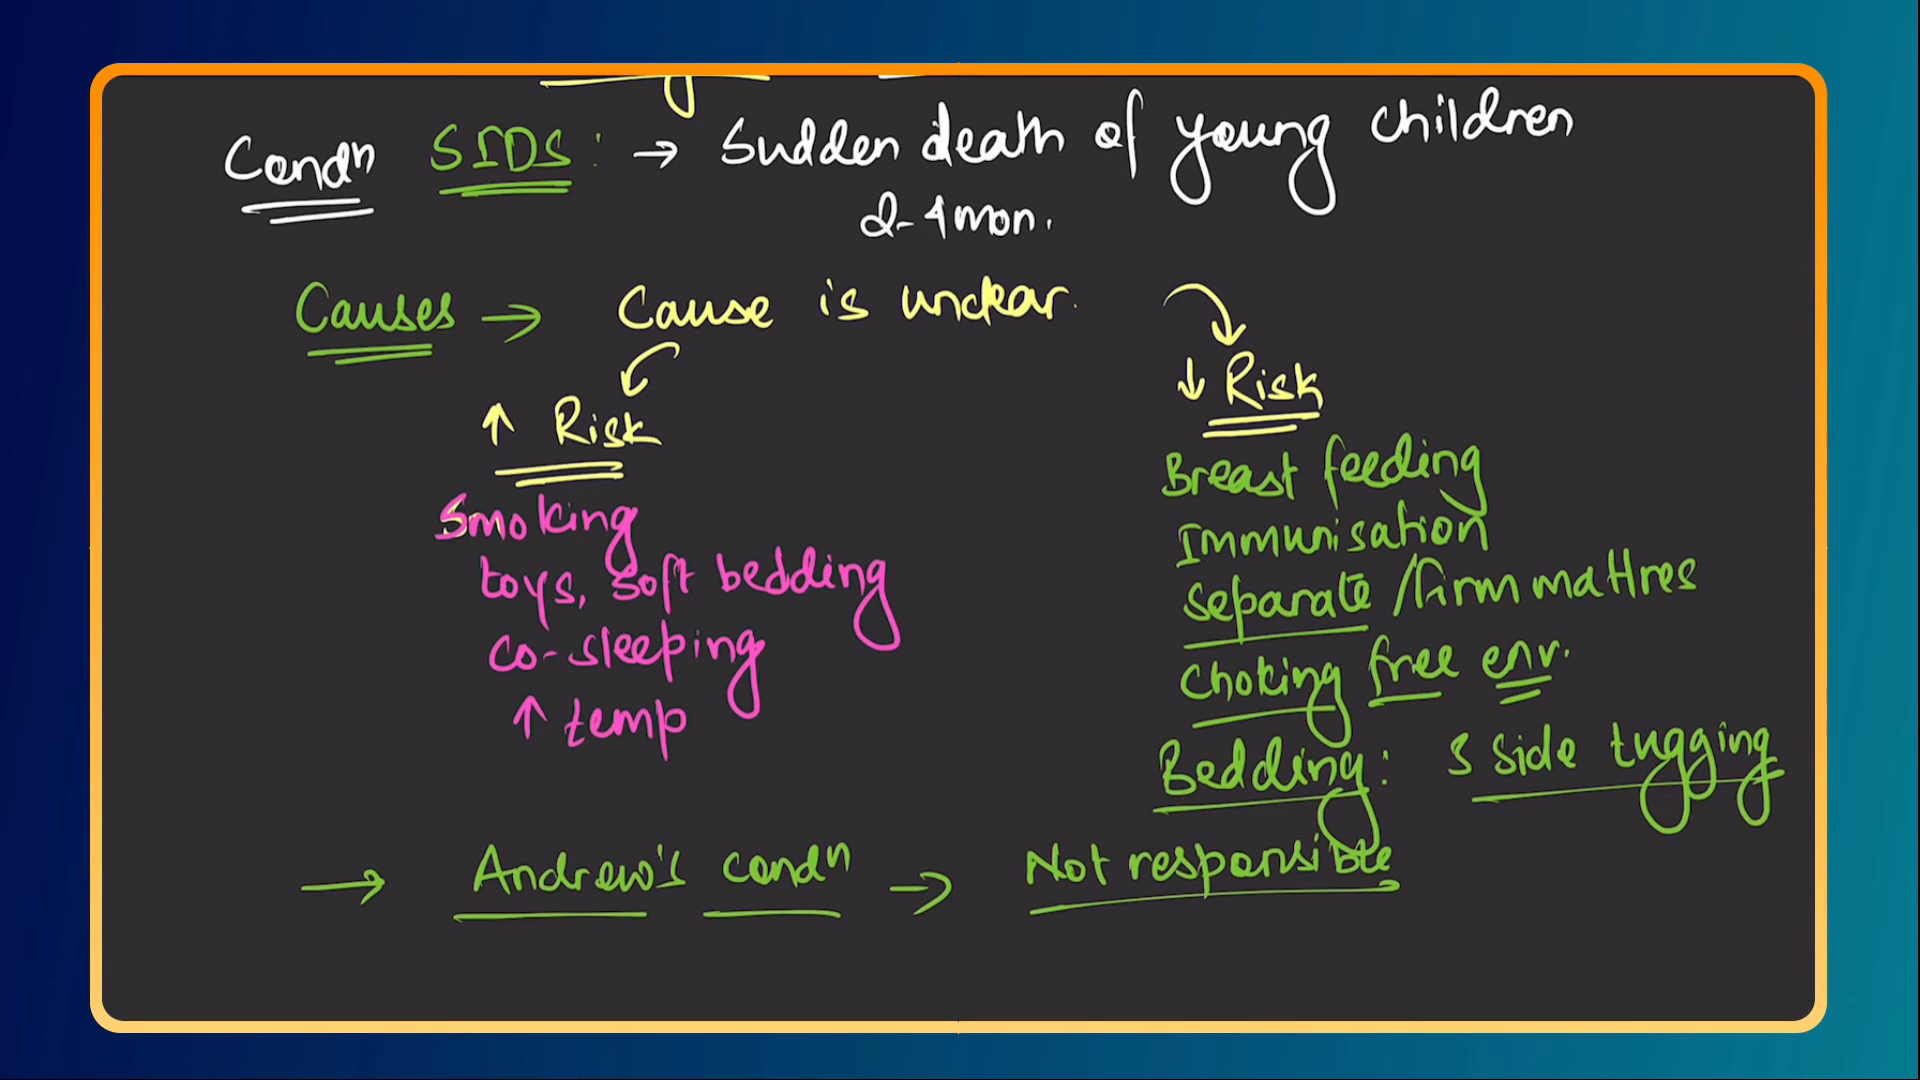 Condn SIDS: → Sudden death of young children
2-4 mon.
Causes → Cause is unclear.
↑ Risk
Smoking
toys, soft bedding
co-sleeping
↑ temp
↓ Risk
Breast feeding
Immunisation
Separate / firm mattres
Choking free env.
Bedding: 3 side tugging
→ Andrew's condn → Not responsible